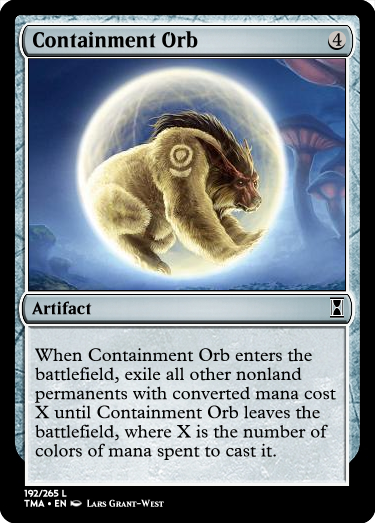 Containment Orb 4
Artifact
When Containment Orb enters the
battlefield, exile all other nonland
permanents with converted mana cost
X until Containment Orb leaves the
battlefield, where X is the number of
colors of mana spent to cast it.
192/265 L
TMA • EN Lars Grant-West